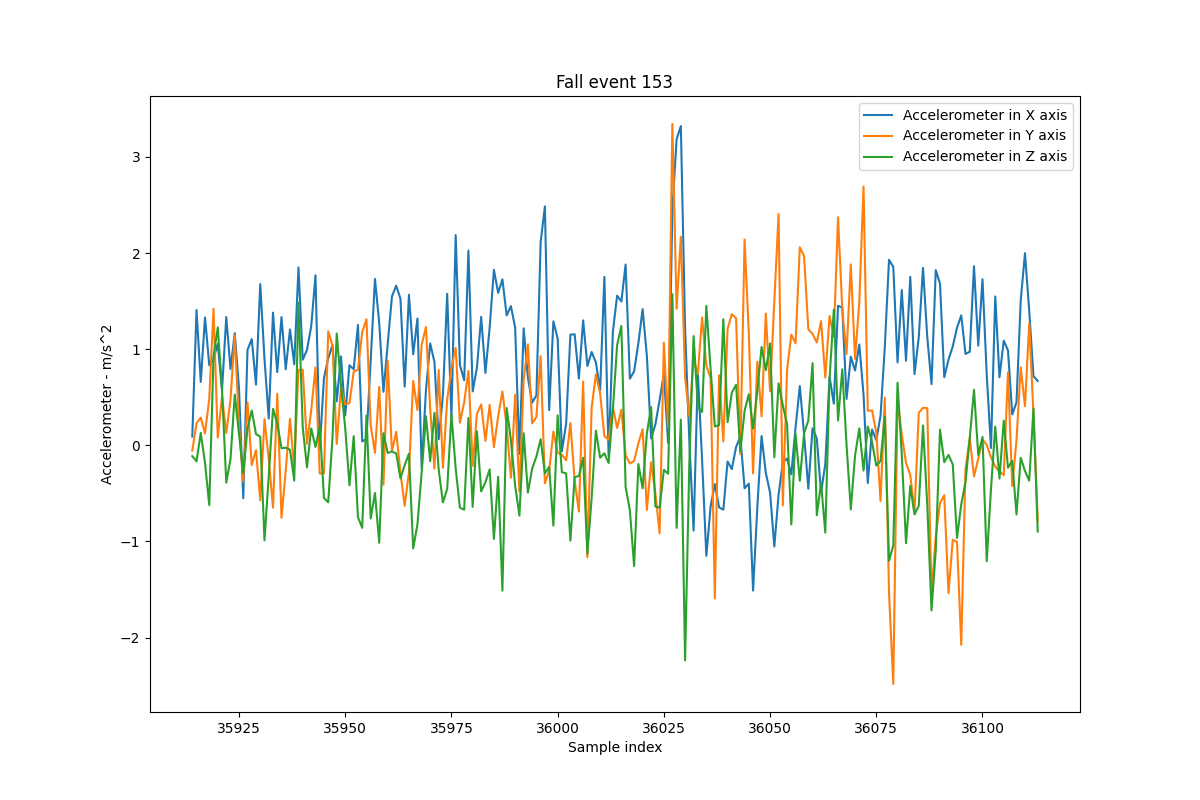 Fall event 153
Accelerometer in X axis
Accelerometer in Y axis
Accelerometer in Z axis
Accelerometer - m/s^2
3
2
1
0
−1
−2
35925
35950
35975
36000
36025
36050
36075
36100
Sample index